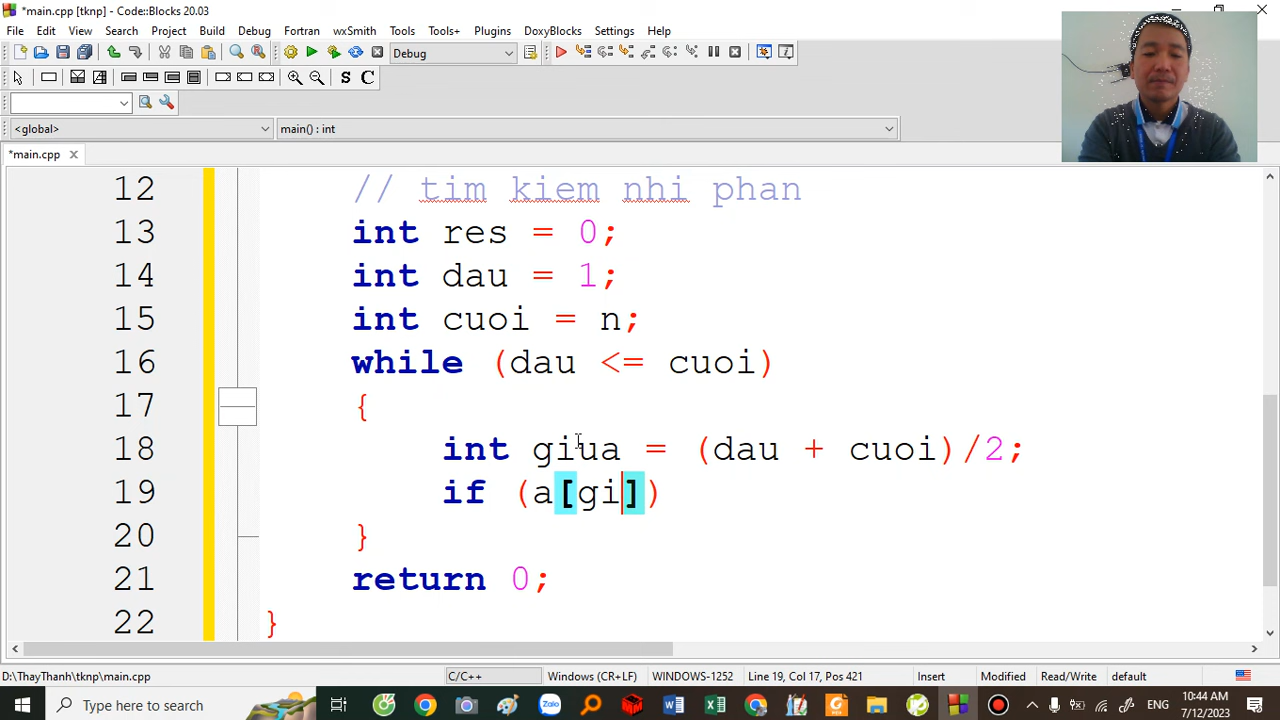 *main.cpp [tknp] - Code::Blocks 20.03
File Edit View Search Project Build Debug Fortran wxSmith Tools Tools+ Plugins DoxyBlocks Settings Help
Debug
S C
<global> main() : int
*main.cpp
12 // tim kiem nhi phan
13 int res = 0;
14 int dau = 1;
15 int cuoi = n;
16 while (dau <= cuoi)
17 {
18 int giua = (dau + cuoi)/2;
19 if (a[gi])
20 }
21 return 0;
22 }
D:\ThayThanh\tknp\main.cpp C/C++ Windows (CR+LF) WINDOWS-1252 Line 19, Col 17, Pos 421 Insert Modified Read/Write default
Type here to search Zalo ENG 10:44 AM
7/12/2023